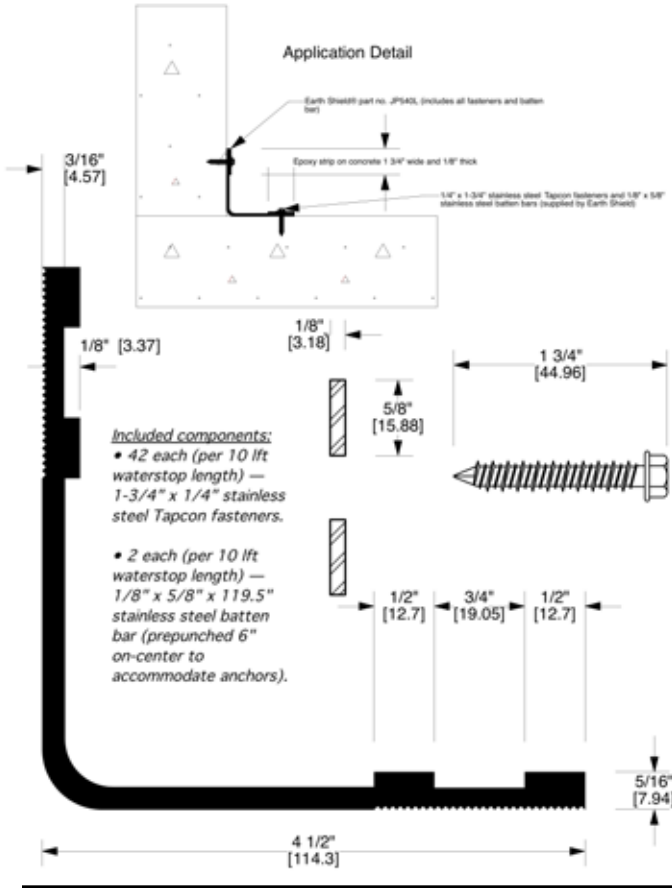 Application Detail
Earth Shield® part no. JP540L (includes all fasteners and batten
bar)
3/16"
[4.57]
Epoxy strip on concrete 1 3/4" wide and 1/8" thick
1/4" x 1-3/4" stainless steel Tapcon fasteners and 1/8" x 5/8"
stainless steel batten bars (supplied by Earth Shield)
1/8" [3.37]
1/8"
[3.18]
1 3/4"
[44.96]
5/8"
[15.88]
Included components:
• 42 each (per 10 lft
waterstop length) —
1-3/4" x 1/4" stainless
steel Tapcon fasteners.
• 2 each (per 10 lft
waterstop length) —
1/8" x 5/8" x 119.5"
stainless steel batten
bar (prepunched 6"
on-center to
accommodate anchors).
1/2"
[12.7]
3/4"
[19.05]
1/2"
[12.7]
5/16"
[7.94]
4 1/2"
[114.3]